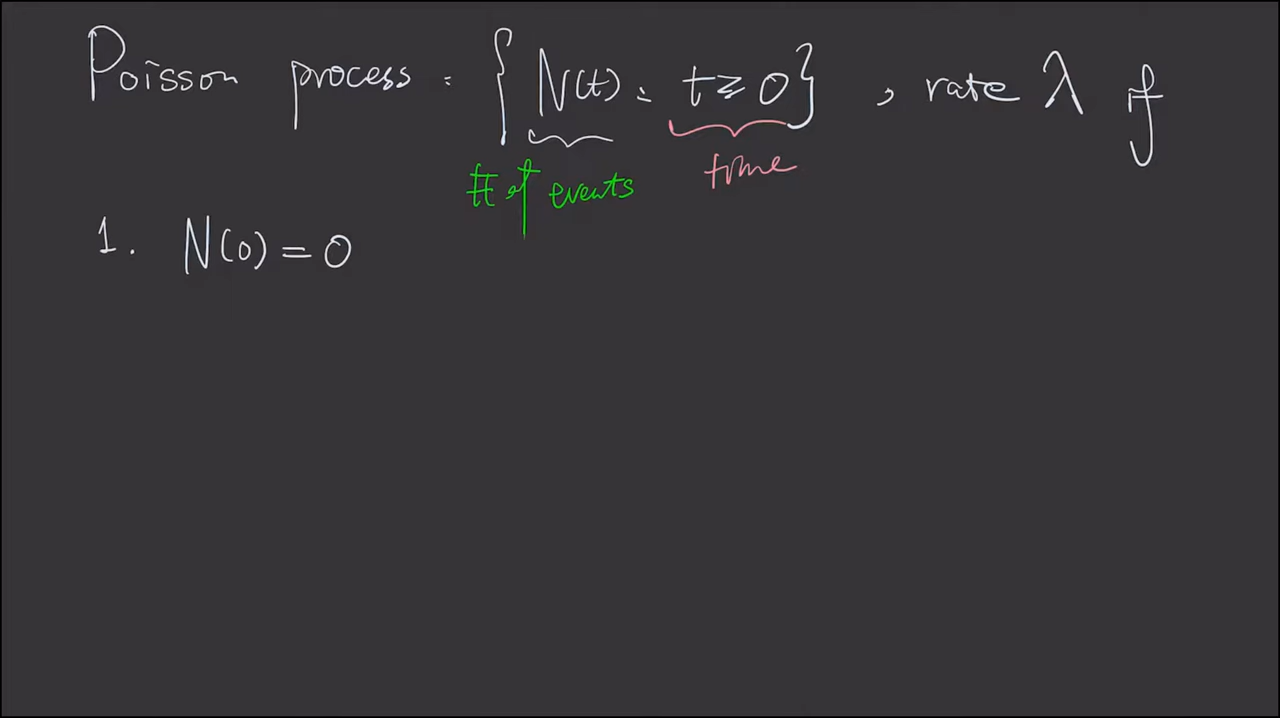 Poisson process : { N(t) : t ≥ 0 } , rate λ if
# of events time
1. N(0) = 0